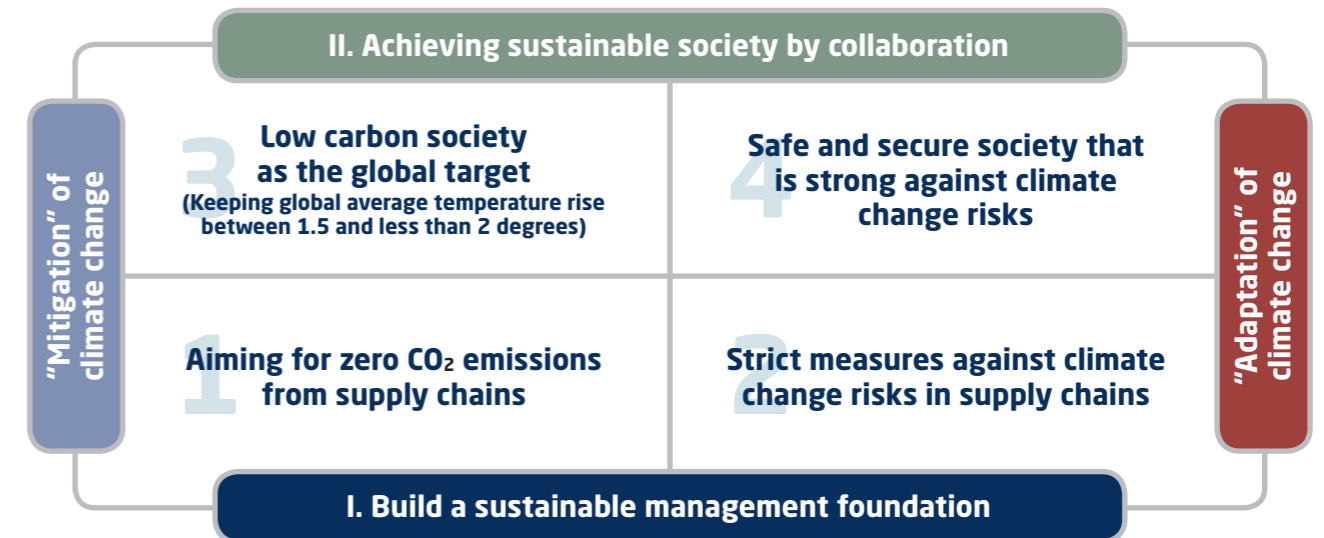 II. Achieving sustainable society by collaboration
"Mitigation" of
climate change
3
Low carbon society
as the global target
(Keeping global average temperature rise
between 1.5 and less than 2 degrees)
4
Safe and secure society that
is strong against climate
change risks
"Adaptation" of
climate change
1
Aiming for zero CO₂ emissions
from supply chains
2
Strict measures against climate
change risks in supply chains
I. Build a sustainable management foundation